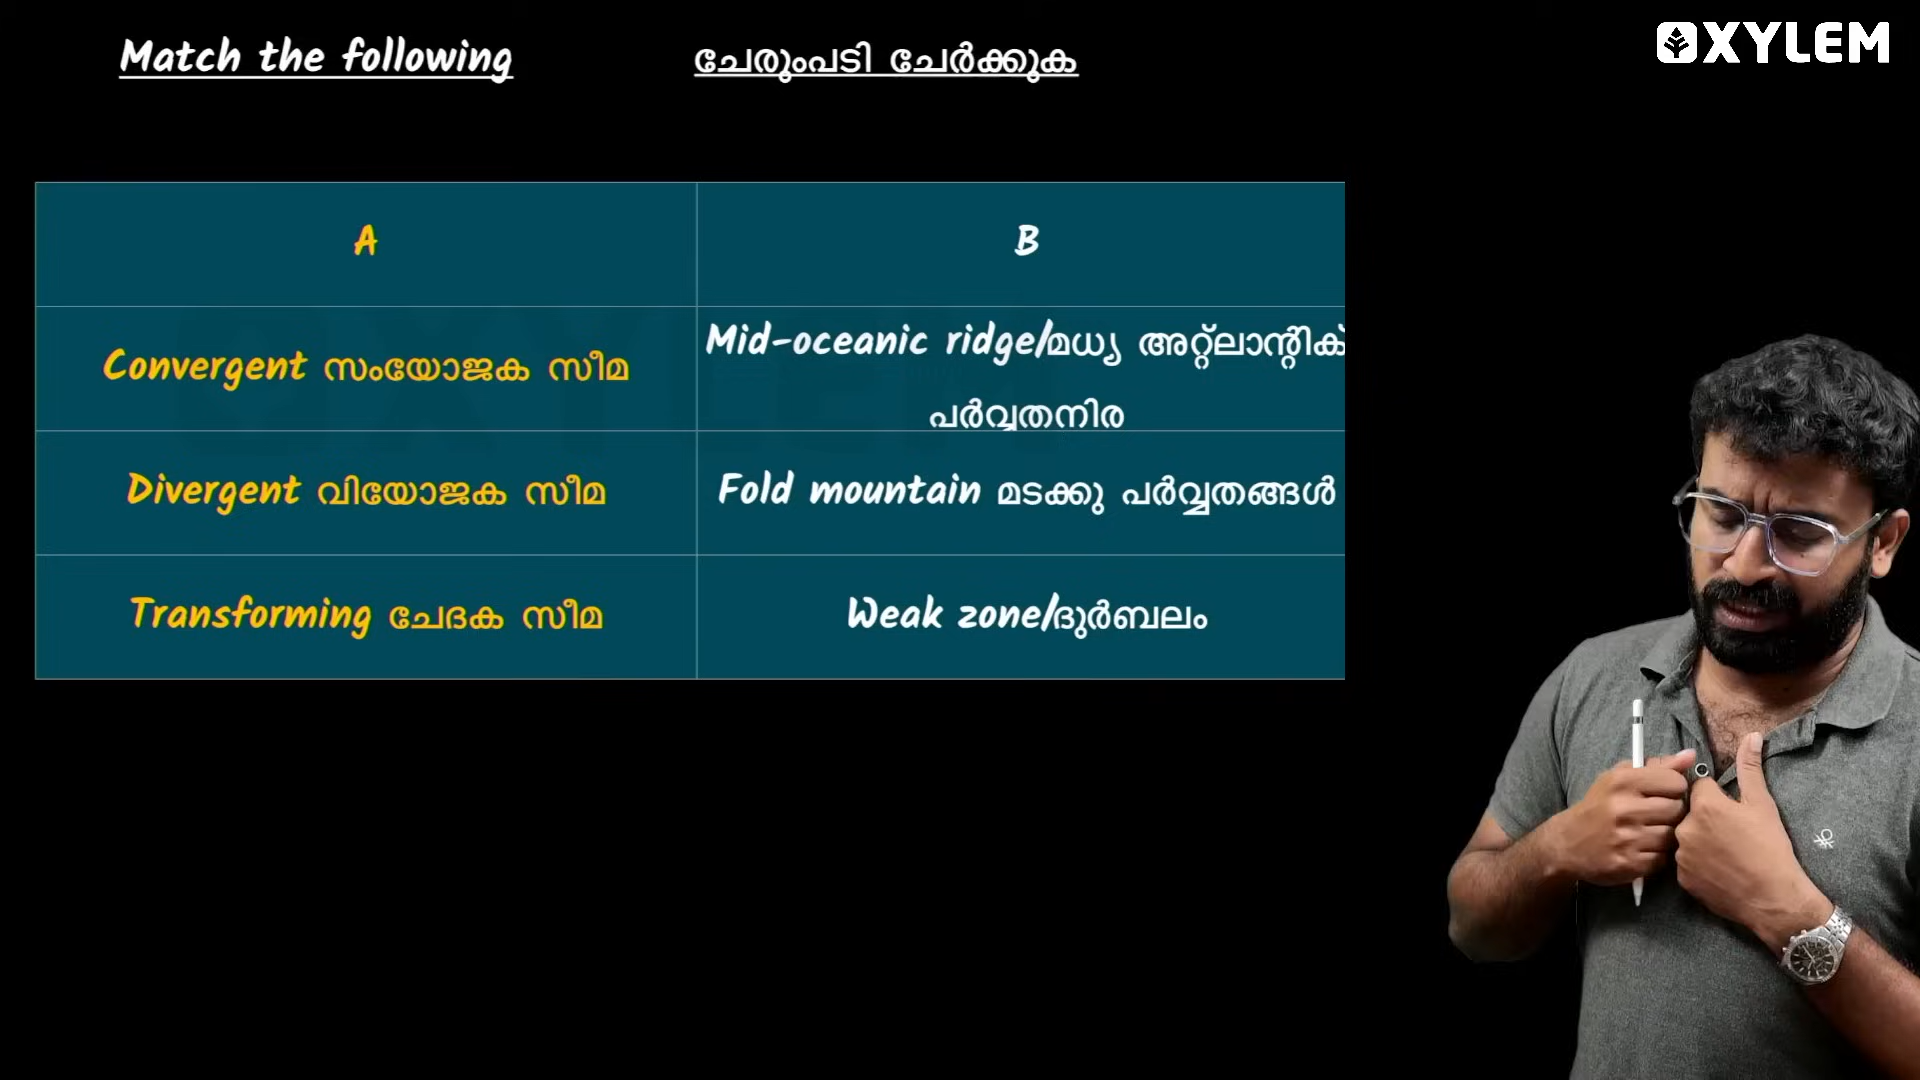 Match the following ചേരുംപടി ചേർക്കുക
XYLEM
A B
Convergent സംയോജക സീമ
Mid-oceanic ridge/മധ്യ അറ്റ്ലാന്റിക്
പർവ്വതനിര
Divergent വിയോജക സീമ
Fold mountain മടക്കു പർവ്വതങ്ങൾ
Transforming ഛേദക സീമ
Weak zone/ദുർബലം